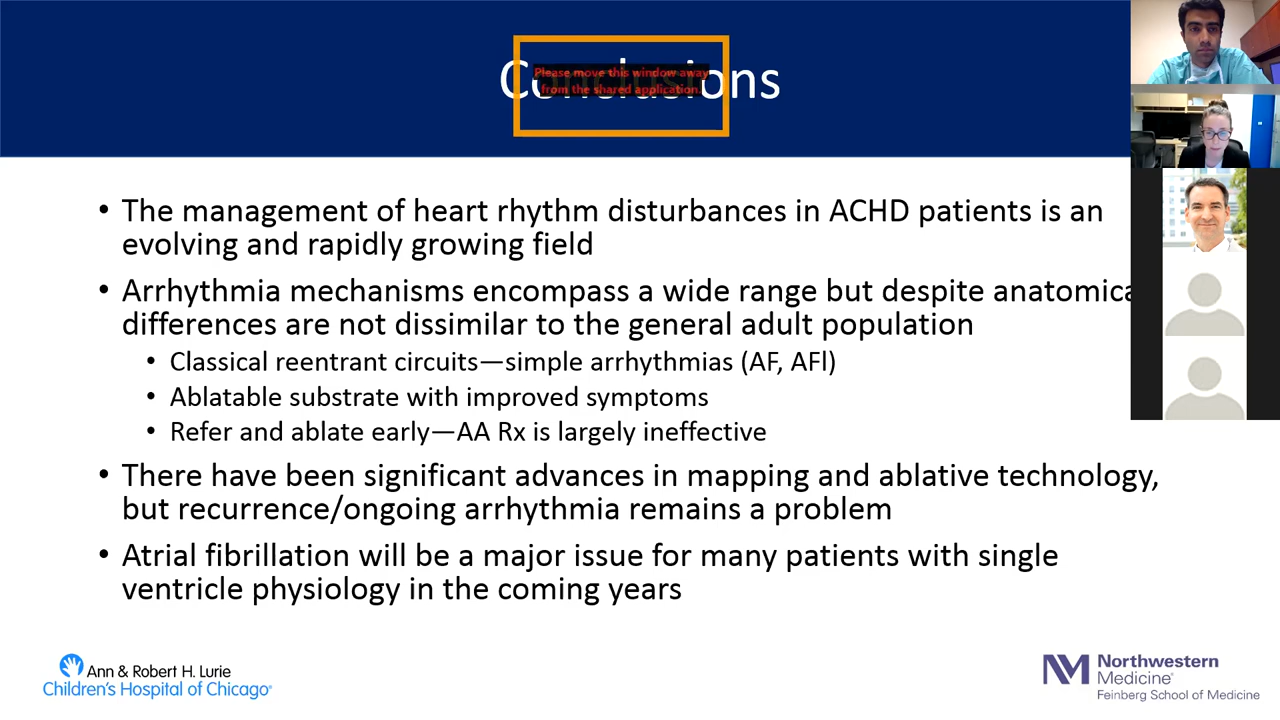 Conclusions
Please move this window away
from the shared application.
• The management of heart rhythm disturbances in ACHD patients is an
evolving and rapidly growing field
• Arrhythmia mechanisms encompass a wide range but despite anatomica
differences are not dissimilar to the general adult population
• Classical reentrant circuits—simple arrhythmias (AF, AFl)
• Ablatable substrate with improved symptoms
• Refer and ablate early—AA Rx is largely ineffective
• There have been significant advances in mapping and ablative technology,
but recurrence/ongoing arrhythmia remains a problem
• Atrial fibrillation will be a major issue for many patients with single
ventricle physiology in the coming years
Ann & Robert H. Lurie
Children's Hospital of Chicago®
NM Northwestern
Medicine®
Feinberg School of Medicine